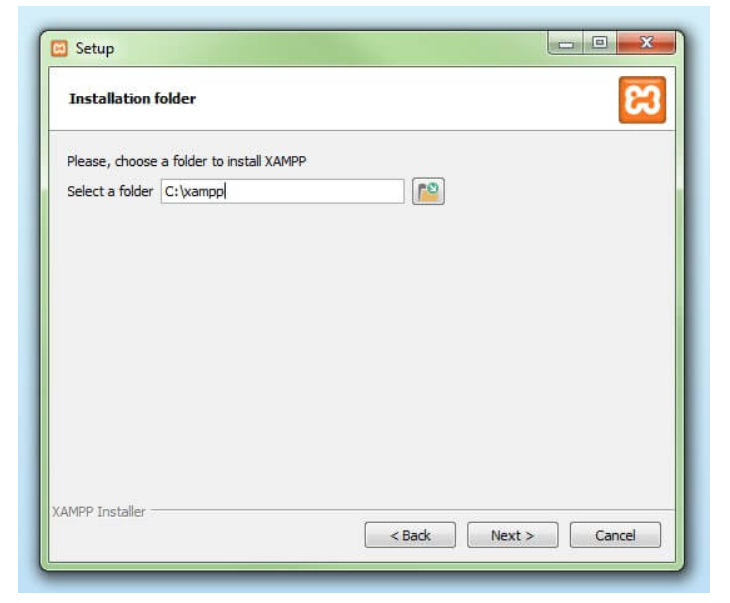 Setup
Installation folder
Please, choose a folder to install XAMPP
Select a folder C:\xampp
XAMPP Installer
< Back Next > Cancel